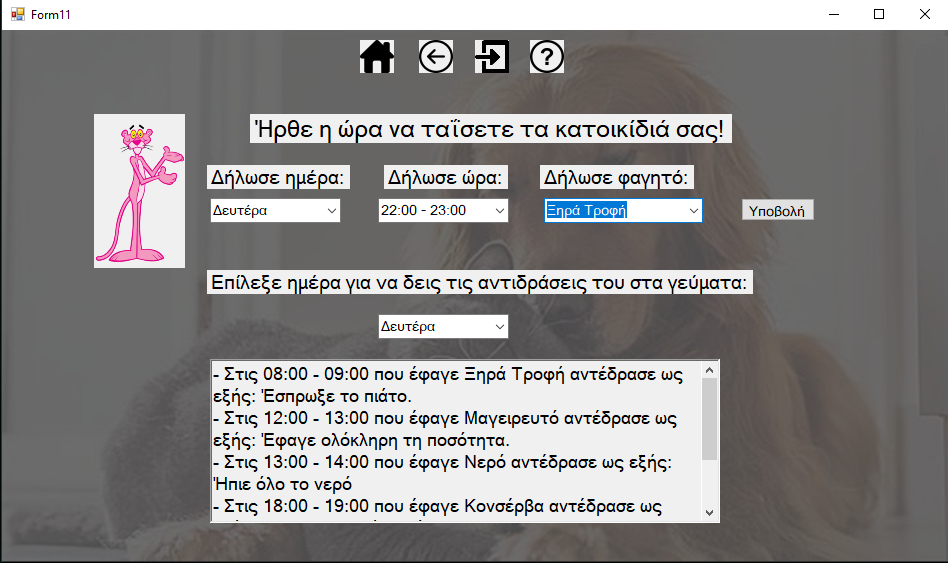 Form11
Ήρθε η ώρα να ταΐσετε τα κατοικίδιά σας!
Δήλωσε ημέρα: Δήλωσε ώρα: Δήλωσε φαγητό:
Δευτέρα 22:00 - 23:00 Ξηρά Τροφή Υποβολή
Επίλεξε ημέρα για να δεις τις αντιδράσεις του στα γεύματα:
Δευτέρα
- Στις 08:00 - 09:00 που έφαγε Ξηρά Τροφή αντέδρασε ως
εξής: Έσπρωξε το πιάτο.
- Στις 12:00 - 13:00 που έφαγε Μαγειρευτό αντέδρασε ως
εξής: Έφαγε ολόκληρη τη ποσότητα.
- Στις 13:00 - 14:00 που έφαγε Νερό αντέδρασε ως εξής:
Ήπιε όλο το νερό
- Στις 18:00 - 19:00 που έφαγε Κονσέρβα αντέδρασε ως